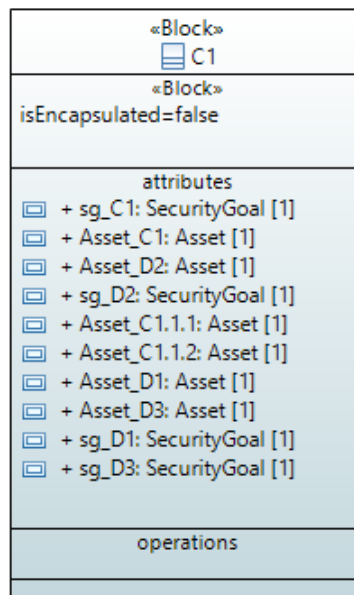 «Block»
C1
«Block»
isEncapsulated=false
attributes
+ sg_C1: SecurityGoal [1]
+ Asset_C1: Asset [1]
+ Asset_D2: Asset [1]
+ sg_D2: SecurityGoal [1]
+ Asset_C1.1.1: Asset [1]
+ Asset_C1.1.2: Asset [1]
+ Asset_D1: Asset [1]
+ Asset_D3: Asset [1]
+ sg_D1: SecurityGoal [1]
+ sg_D3: SecurityGoal [1]
operations